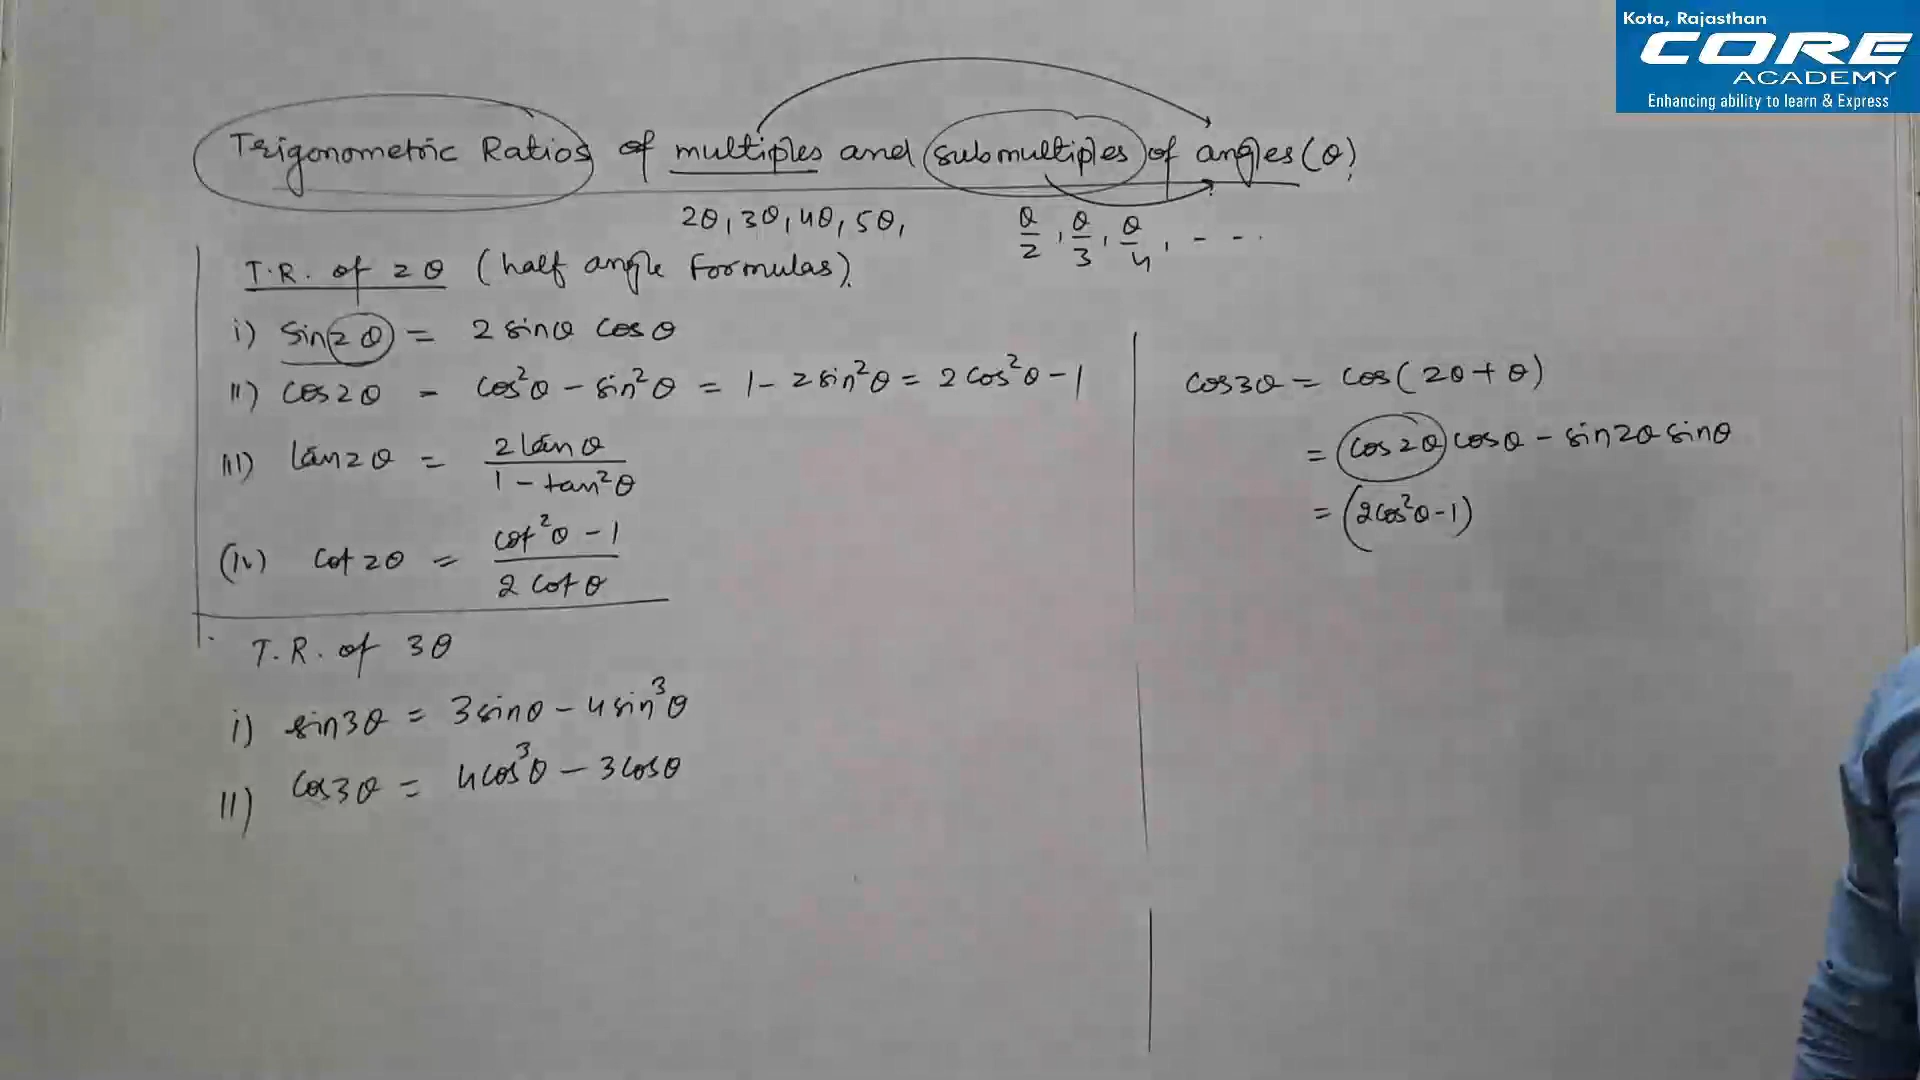 Kota, Rajasthan
CORE
ACADEMY
Enhancing ability to learn & Express
Trigonometric Ratios of multiples and submultiples of angles (θ)
2θ, 3θ, 4θ, 5θ, θ/2, θ/3, θ/4, - - ..
T.R. of 2θ (half angle formulas).
i) sin2θ = 2 sinθ cosθ
ii) cos2θ = cos²θ - sin²θ = 1 - 2sin²θ = 2cos²θ - 1
iii) tan2θ = 2tanθ / 1 - tan²θ
(iv) cot2θ = cot²θ - 1 / 2cotθ
T.R. of 3θ
i) sin3θ = 3sinθ - 4sin³θ
ii) cos3θ = 4cos³θ - 3cosθ
cos3θ = cos(2θ + θ)
= cos2θ cosθ - sin2θ sinθ
= (2cos²θ - 1)